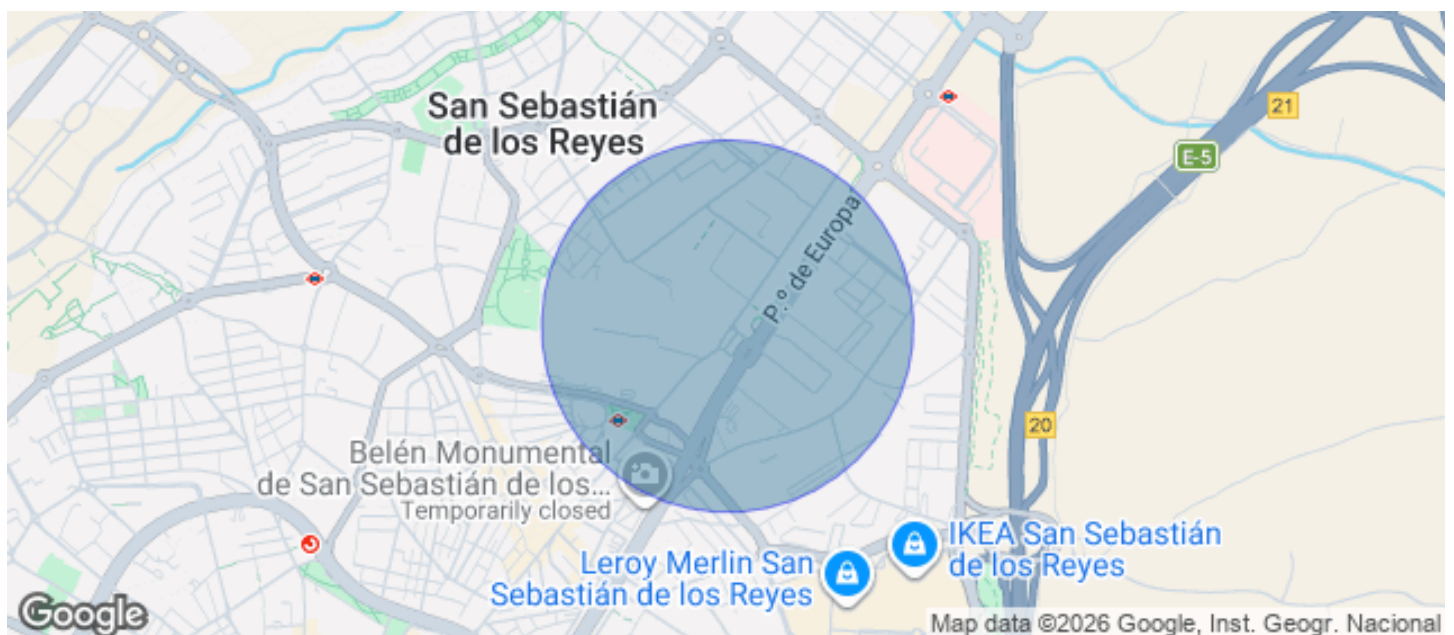 San Sebastián
de los Reyes
21
E-5
P.º de Europa
20
Belén Monumental
de San Sebastián de los...
Temporarily closed
IKEA San Sebastián
de los Reyes
Leroy Merlin San
Sebastián de los Reyes
Google
Map data ©2026 Google, Inst. Geogr. Nacional